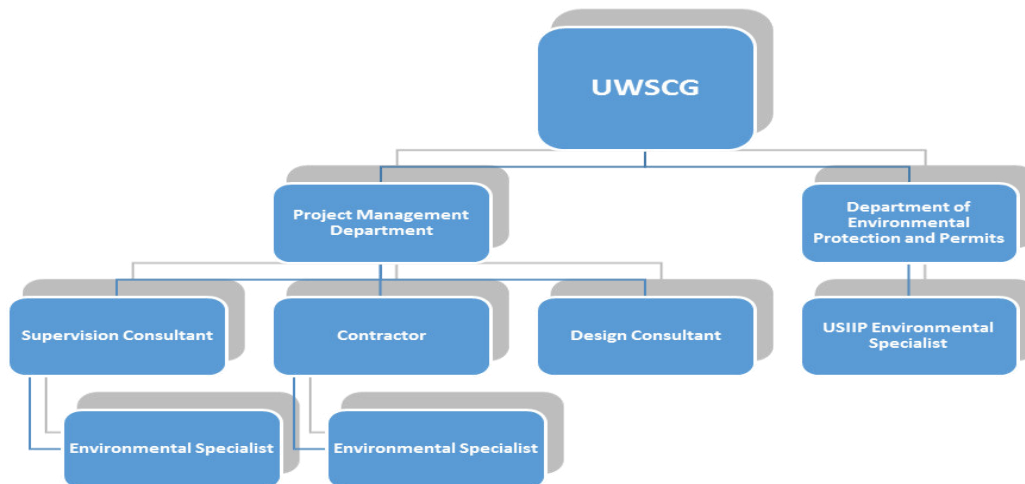 UWSCG
Project Management
Department
Department of
Environmental
Protection and Permits
Supervision Consultant
Contractor
Design Consultant
USIIP Environmental
Specialist
Environmental Specialist
Environmental Specialist